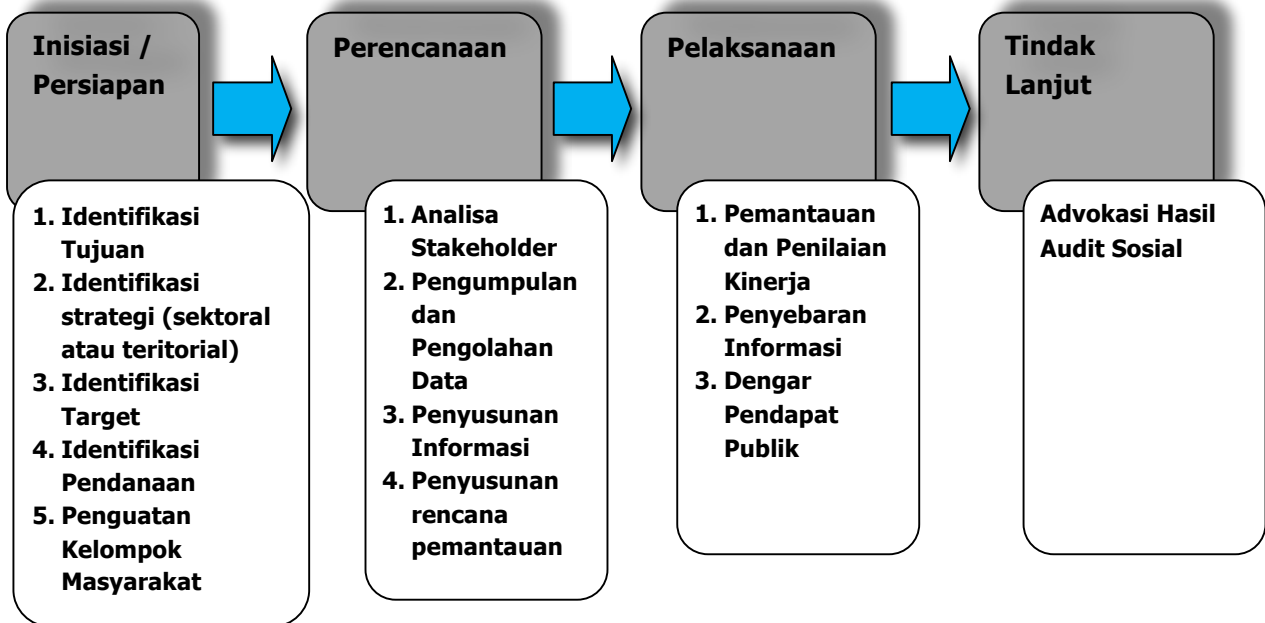 Inisiasi /
Persiapan
1. Identifikasi
Tujuan
2. Identifikasi
strategi (sektoral
atau teritorial)
3. Identifikasi
Target
4. Identifikasi
Pendanaan
5. Penguatan
Kelompok
Masyarakat
Perencanaan
1. Analisa
Stakeholder
2. Pengumpulan
dan
Pengolahan
Data
3. Penyusunan
Informasi
4. Penyusunan
rencana
pemantauan
Pelaksanaan
1. Pemantauan
dan Penilaian
Kinerja
2. Penyebaran
Informasi
3. Dengar
Pendapat
Publik
Tindak
Lanjut
Advokasi Hasil
Audit Sosial